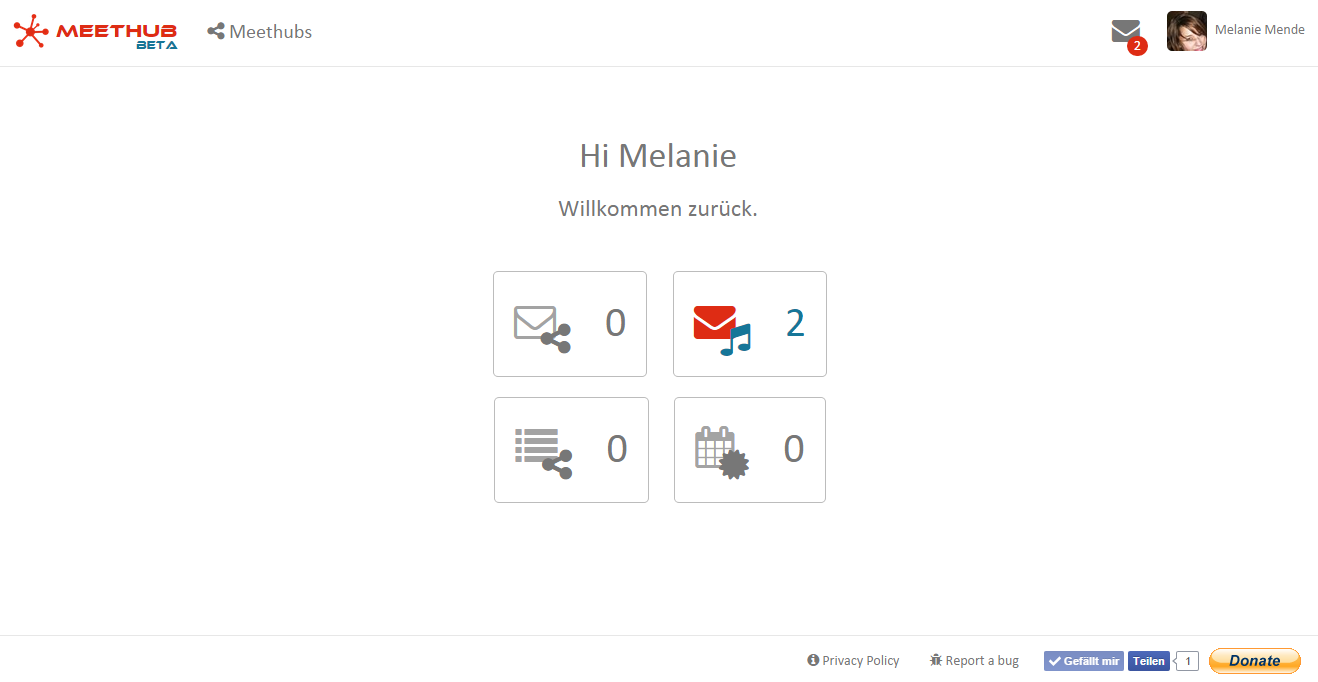 MEETHUB
BETA
Meethubs
2
Melanie Mende
Hi Melanie
Willkommen zurück.
0
2
0
0
Privacy Policy
Report a bug
Gefällt mir
Teilen
1
Donate